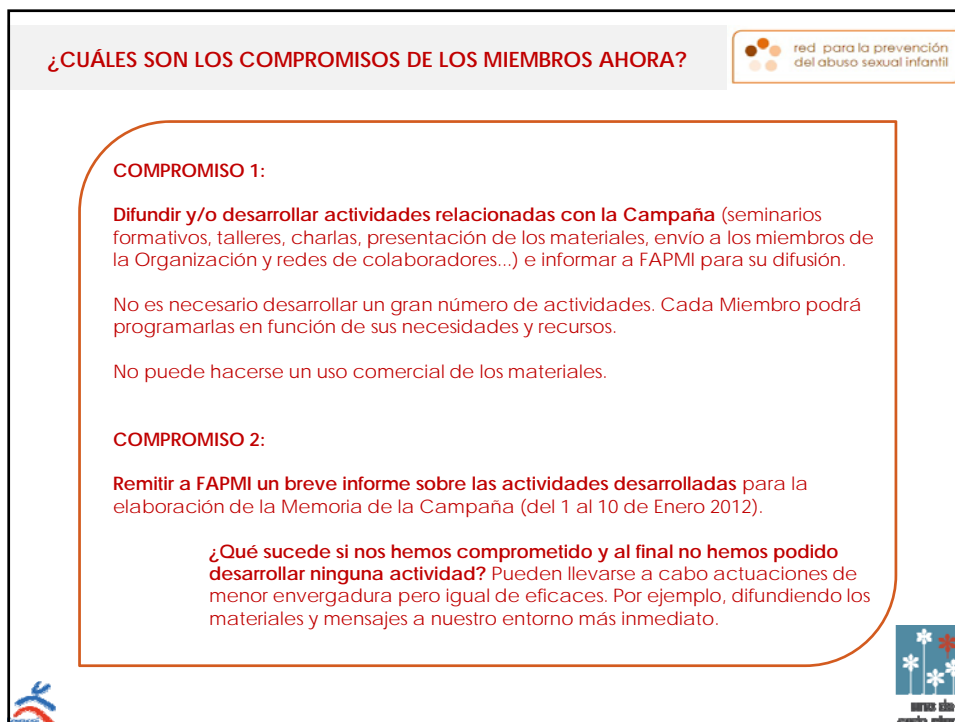 ¿CUÁLES SON LOS COMPROMISOS DE LOS MIEMBROS AHORA?
red para la prevención
del abuso sexual infantil
COMPROMISO 1:
Difundir y/o desarrollar actividades relacionadas con la Campaña (seminarios
formativos, talleres, charlas, presentación de los materiales, envío a los miembros de
la Organización y redes de colaboradores...) e informar a FAPMI para su difusión.
No es necesario desarrollar un gran número de actividades. Cada Miembro podrá
programarlas en función de sus necesidades y recursos.
No puede hacerse un uso comercial de los materiales.
COMPROMISO 2:
Remitir a FAPMI un breve informe sobre las actividades desarrolladas para la
elaboración de la Memoria de la Campaña (del 1 al 10 de Enero 2012).
¿Qué sucede si nos hemos comprometido y al final no hemos podido
desarrollar ninguna actividad? Pueden llevarse a cabo actuaciones de
menor envergadura pero igual de eficaces. Por ejemplo, difundiendo los
materiales y mensajes a nuestro entorno más inmediato.